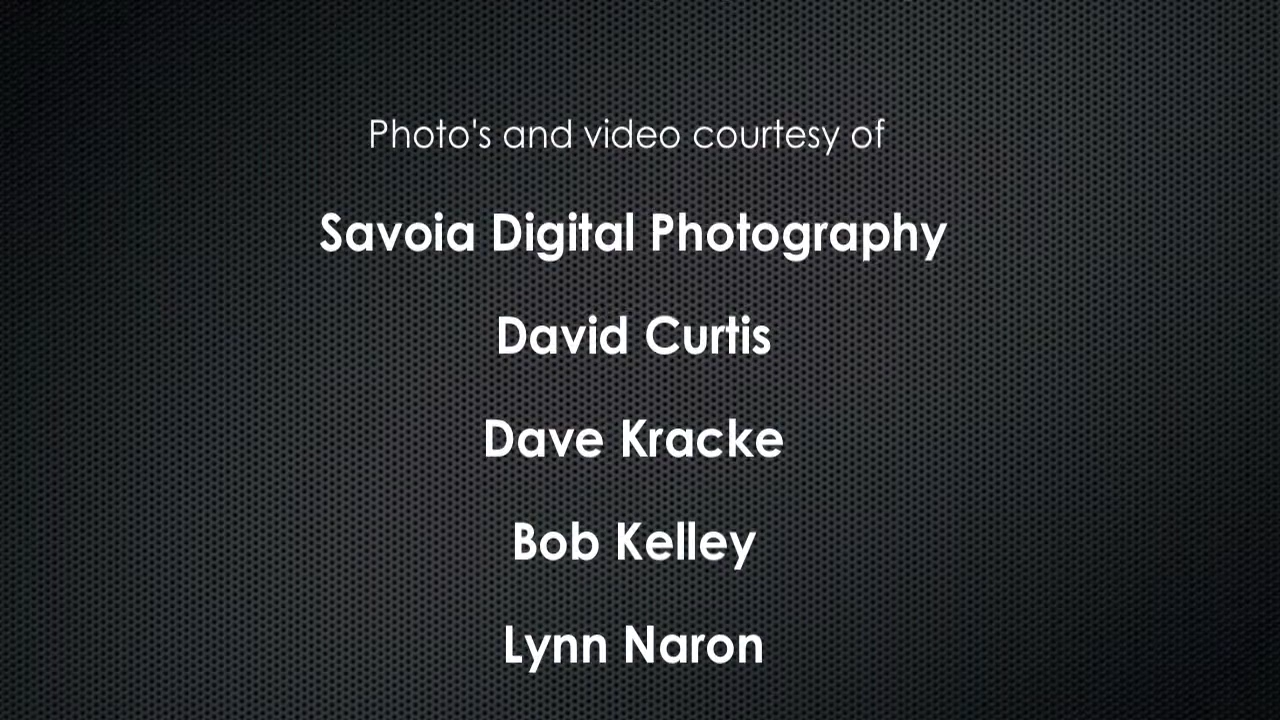 Photo's and video courtesy of
Savoia Digital Photography
David Curtis
Dave Kracke
Bob Kelley
Lynn Naron